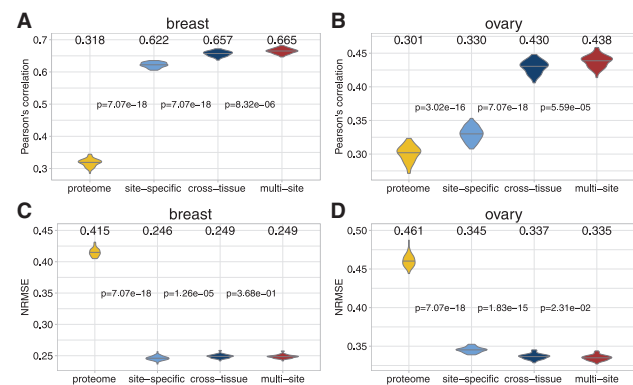 A
breast
0.7
0.6
0.5
0.4
0.3
Pearson's correlation
0.318 0.622 0.657 0.665
p=7.07e-18 p=7.07e-18 p=8.32e-06
proteome site-specific cross-tissue multi-site
B
ovary
0.45
0.40
0.35
0.30
Pearson's correlation
0.301 0.330 0.430 0.438
p=3.02e-16 p=7.07e-18 p=5.59e-05
proteome site-specific cross-tissue multi-site
C
breast
0.45
0.40
0.35
0.30
0.25
NRMSE
0.415 0.246 0.249 0.249
p=7.07e-18 p=1.26e-05 p=3.68e-01
proteome site-specific cross-tissue multi-site
D
ovary
0.50
0.45
0.40
0.35
NRMSE
0.461 0.345 0.337 0.335
p=7.07e-18 p=1.83e-15 p=2.31e-02
proteome site-specific cross-tissue multi-site